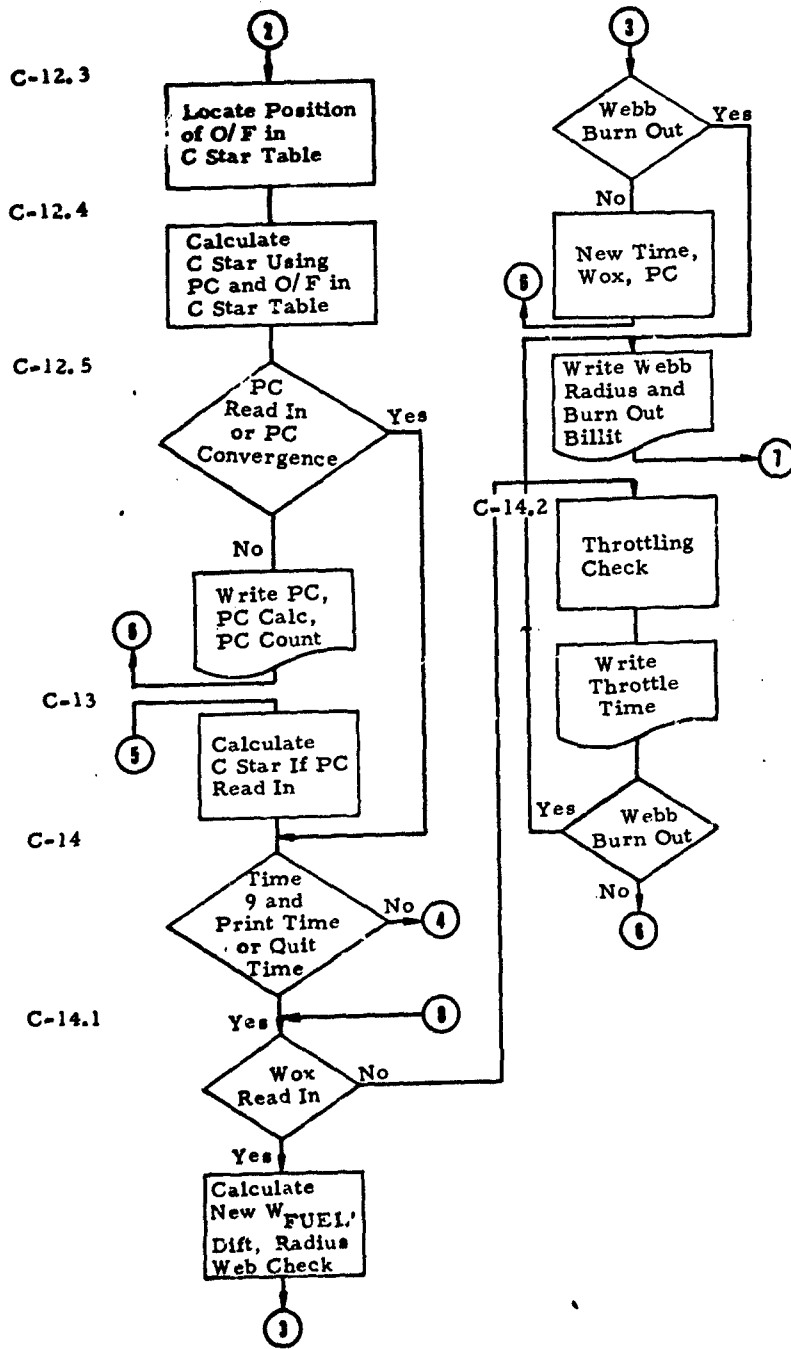 2
C-12.3
Locate Position
of O/F in
C Star Table
C-12.4
Calculate
C Star Using
PC and O/F in
C Star Table
C-12.5
PC
Read In
or PC
Convergence
Yes
No
Write PC,
PC Calc,
PC Count
6
C-13
5
Calculate
C Star If PC
Read In
C-14
Time
9 and
Print Time
or Quit
Time
No
4
C-14.1
Yes
8
Wox
Read In
No
Yes
Calculate
New W FUEL,
Dift, Radius
Web Check
3
3
Webb
Burn Out
Yes
No
New Time,
Wox, PC
6
Write Webb
Radius and
Burn Out
Billit
7
C-14.2
Throttling
Check
Write
Throttle
Time
Yes
Webb
Burn Out
No
6